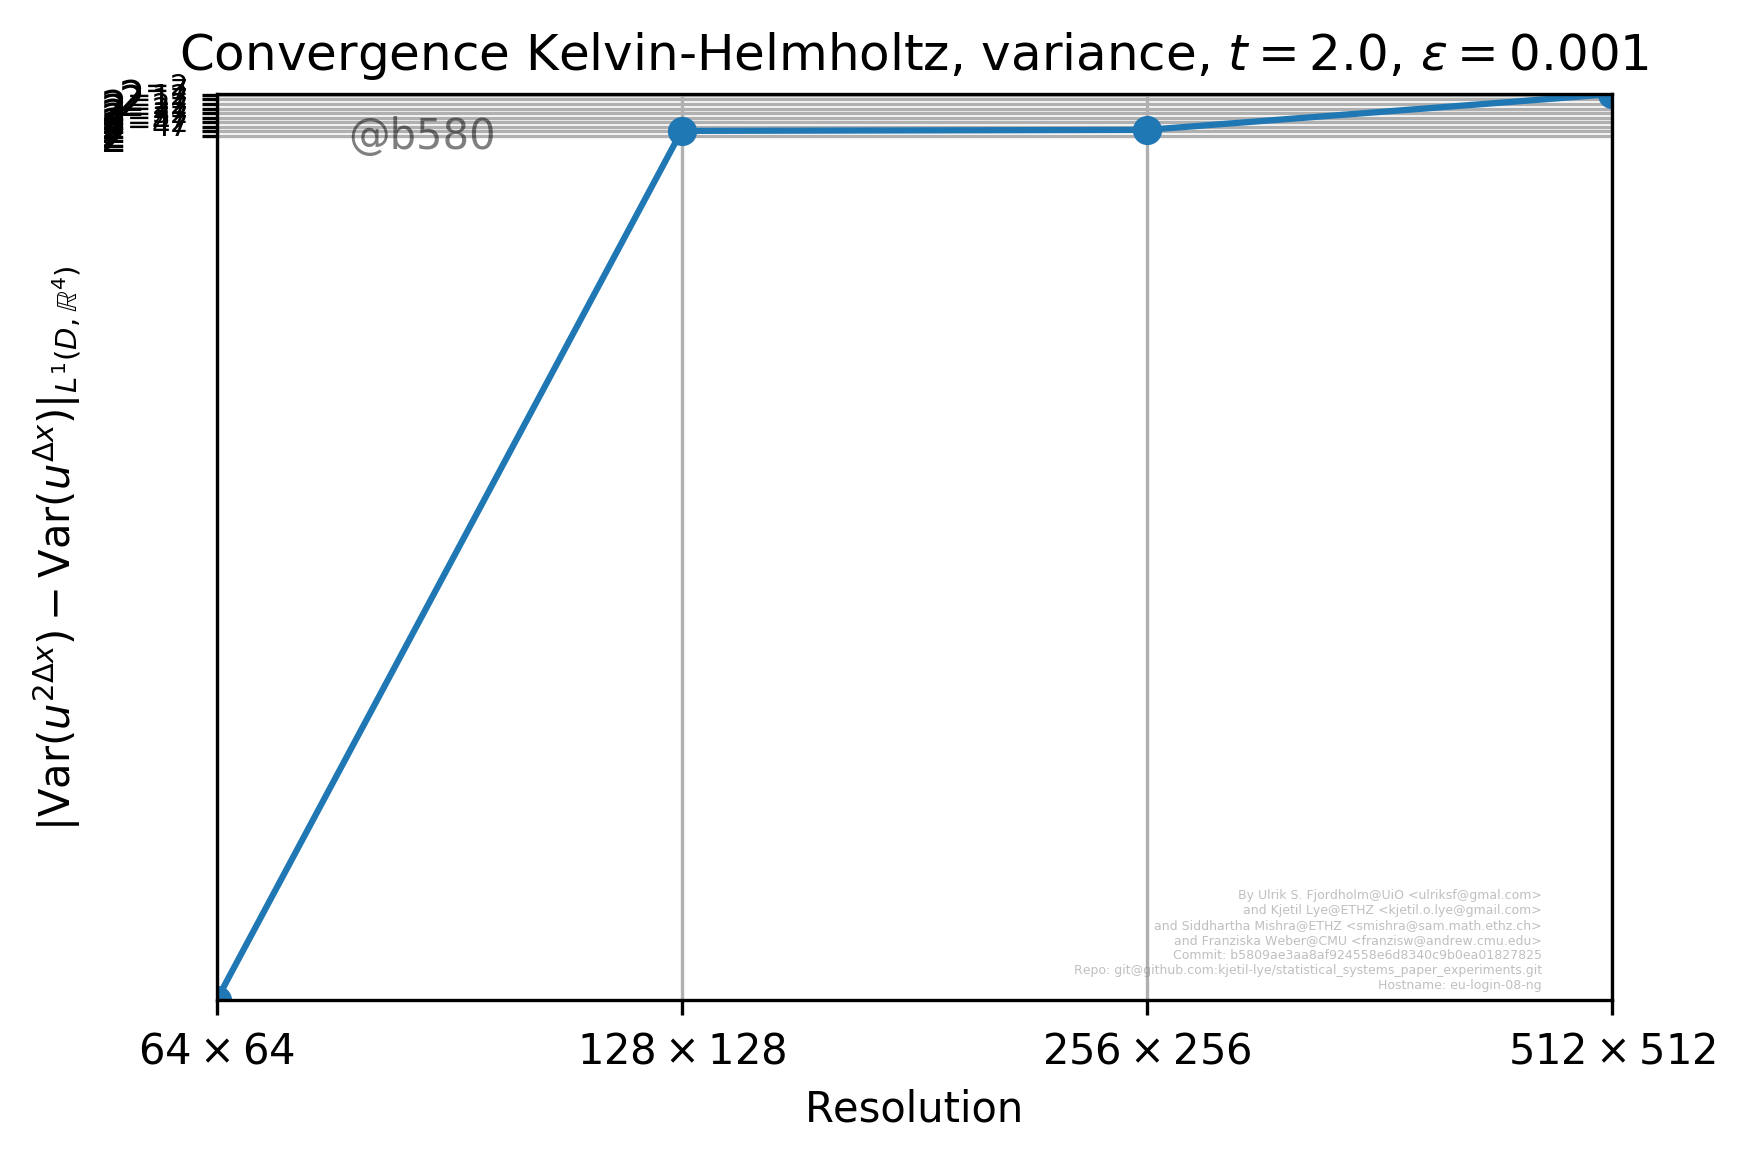 Convergence Kelvin-Helmholtz, variance, t = 2.0, ε = 0.001
@b580
|Var(u^{2Δx}) − Var(u^{Δx})|_{L^1(D, ℝ^4)}
By Ulrik S. Fjordholm@UiO <ulriksf@gmal.com>
and Kjetil Lye@ETHZ <kjetil.o.lye@gmail.com>
and Siddhartha Mishra@ETHZ <smishra@sam.math.ethz.ch>
and Franziska Weber@CMU <franzisw@andrew.cmu.edu>
Commit: b5809ae3aa8af924558e6d8340c9b0ea01827825
Repo: git@github.com:kjetil-lye/statistical_systems_paper_experiments.git
Hostname: eu-login-08-ng
64 × 64 128 × 128 256 × 256 512 × 512
Resolution